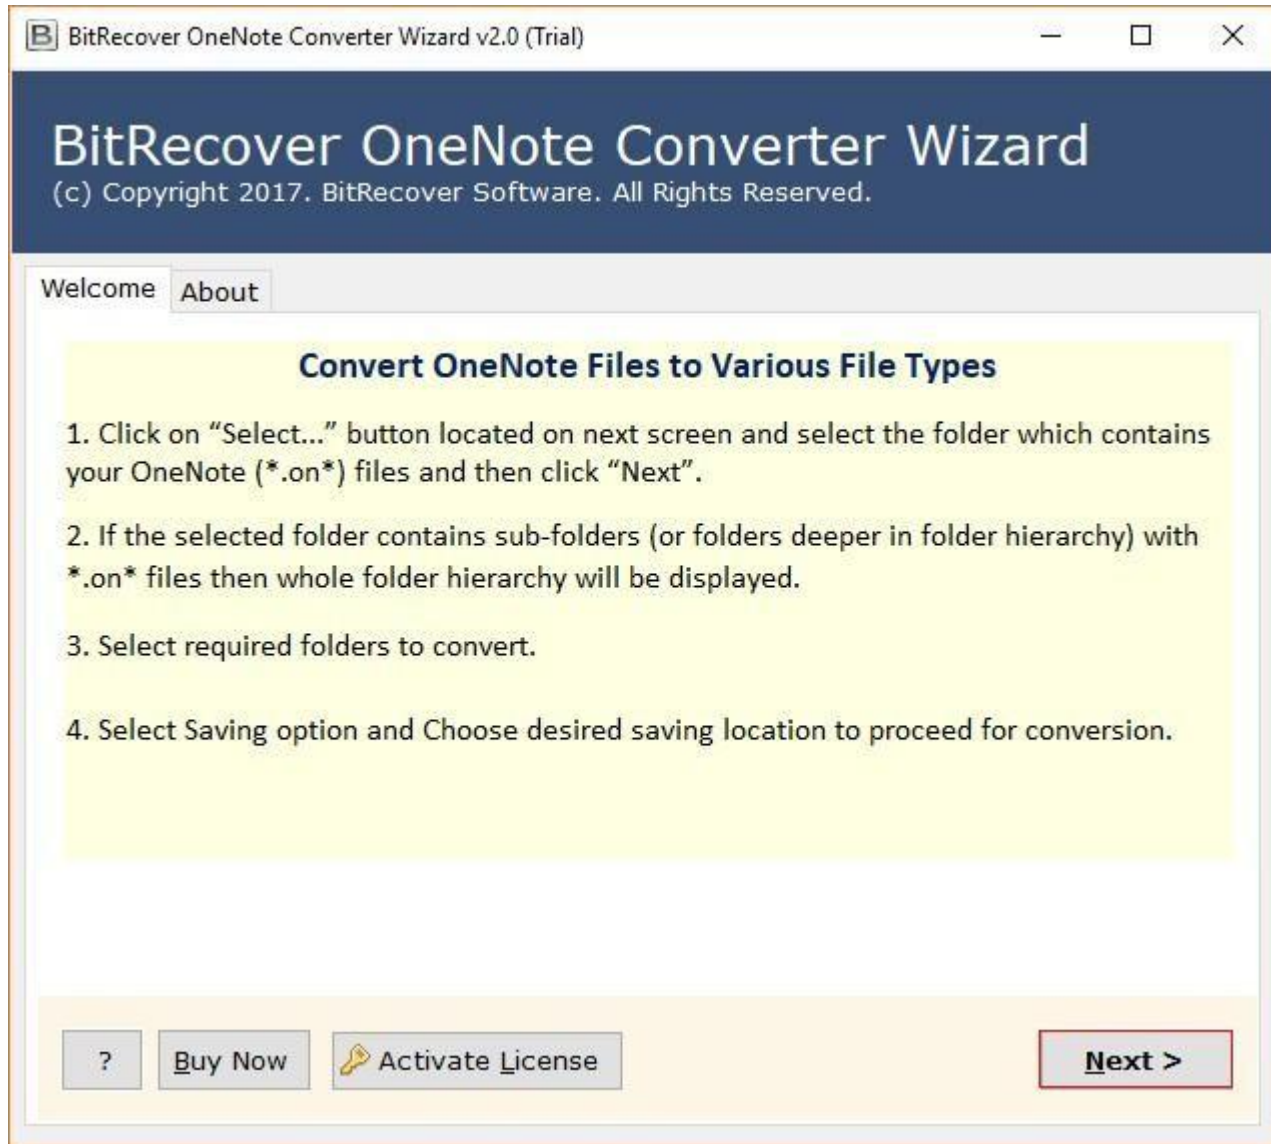 BitRecover OneNote Converter Wizard v2.0 (Trial)
BitRecover OneNote Converter Wizard
(c) Copyright 2017. BitRecover Software. All Rights Reserved.
Welcome About
Convert OneNote Files to Various File Types
1. Click on “Select...” button located on next screen and select the folder which contains
your OneNote (*.on*) files and then click “Next”.
2. If the selected folder contains sub-folders (or folders deeper in folder hierarchy) with
*.on* files then whole folder hierarchy will be displayed.
3. Select required folders to convert.
4. Select Saving option and Choose desired saving location to proceed for conversion.
? Buy Now Activate License Next >